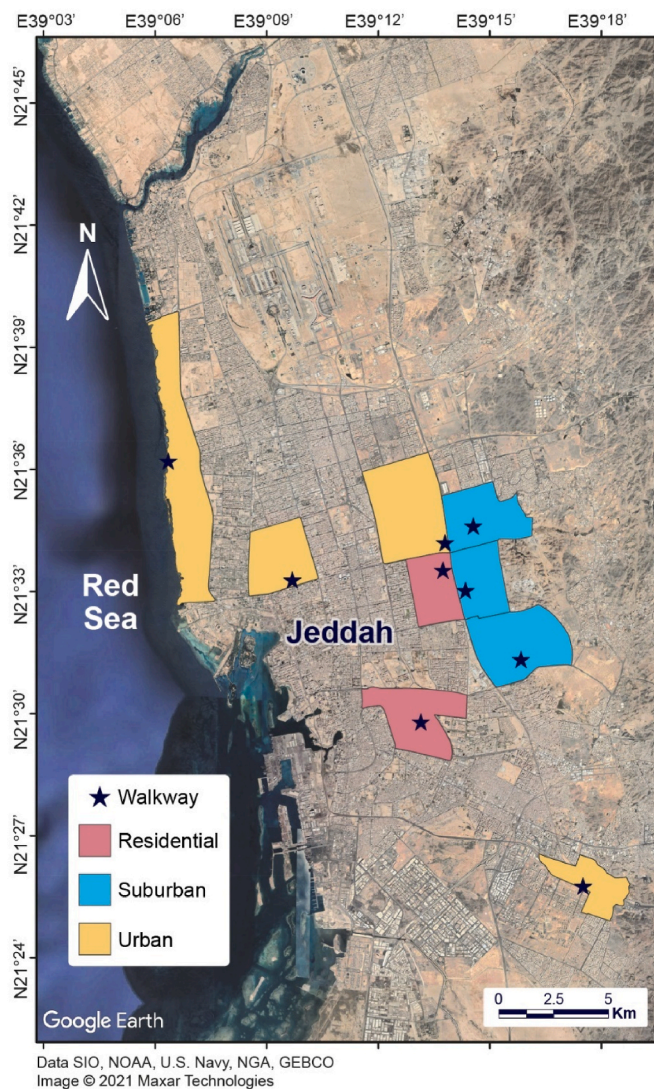 E39°03' E39°06' E39°09' E39°12' E39°15' E39°18'
N21°45'
N21°42'
N
N21°39'
N21°36'
N21°33'
Red
Sea
Jeddah
N21°30'
Walkway
Residential
Suburban
Urban
N21°27'
N21°24'
0 2.5 5
Km
Google Earth
Data SIO, NOAA, U.S. Navy, NGA, GEBCO
Image © 2021 Maxar Technologies